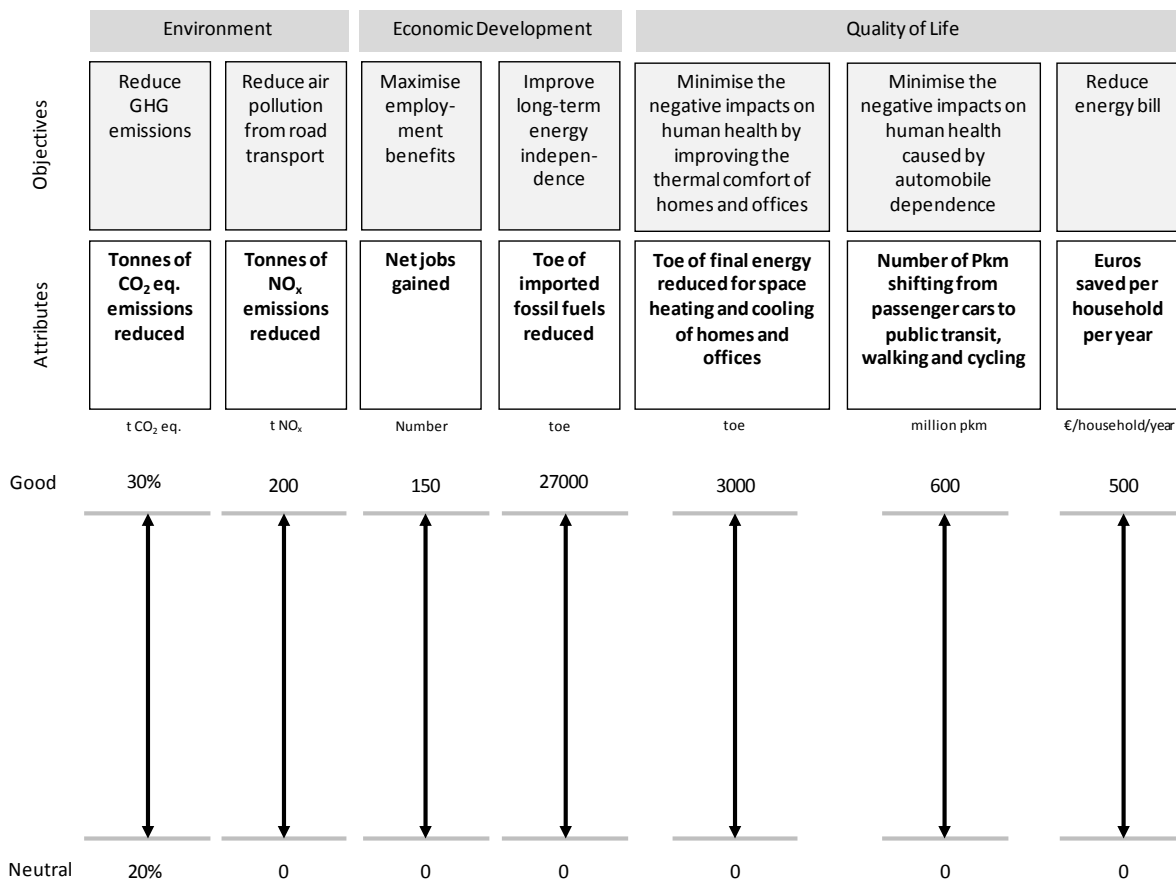 Environment
Economic Development
Quality of Life
Objectives
Reduce
GHG
emissions
Reduce air
pollution
from road
transport
Maximise
employ-
ment
benefits
Improve
long-term
energy
indepen-
dence
Minimise the
negative impacts on
human health by
improving the
thermal comfort of
homes and offices
Minimise the
negative impacts on
human health
caused by
automobile
dependence
Reduce
energy bill
Attributes
Tonnes of
CO₂ eq.
emissions
reduced
Tonnes of
NOₓ
emissions
reduced
Net jobs
gained
Toe of
imported
fossil fuels
reduced
Toe of final energy
reduced for space
heating and cooling
of homes and
offices
Number of Pkm
shifting from
passenger cars to
public transit,
walking and cycling
Euros
saved per
household
per year
t CO₂ eq.
t NOₓ
Number
toe
toe
million pkm
€/household/year
Good
30%
200
150
27000
3000
600
500
Neutral
20%
0
0
0
0
0
0